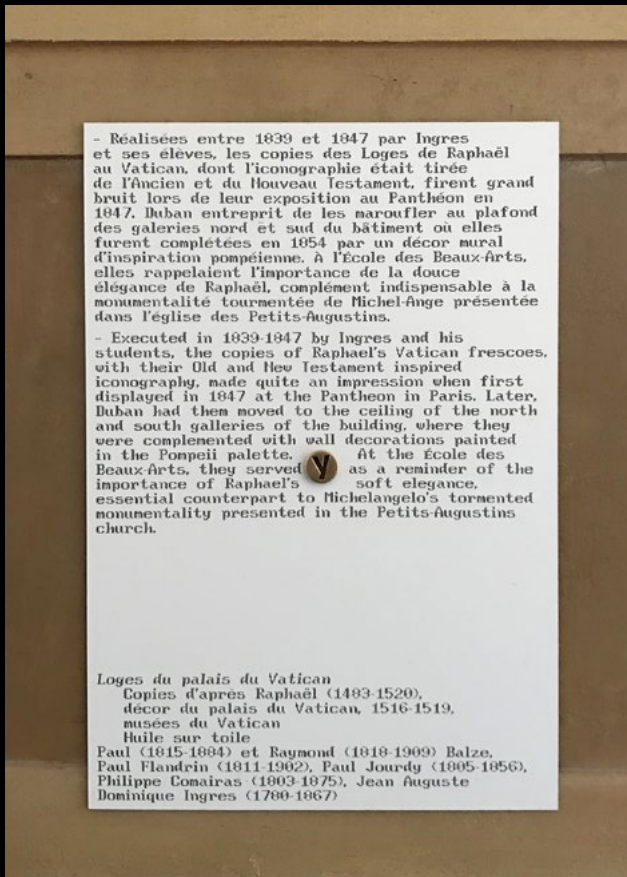 - Réalisées entre 1839 et 1847 par Ingres
et ses élèves, les copies des Loges de Raphaël
au Vatican, dont l'iconographie était tirée
de l'Ancien et du Nouveau Testament, firent grand
bruit lors de leur exposition au Panthéon en
1847. Duban entreprit de les maroufler au plafond
des galeries nord et sud du bâtiment où elles
furent complétées en 1854 par un décor mural
d'inspiration pompéienne. À l'École des Beaux-Arts,
elles rappelaient l'importance de la douce
élégance de Raphaël, complément indispensable à la
monumentalité tourmentée de Michel-Ange présentée
dans l'église des Petits-Augustins.
- Executed in 1839-1847 by Ingres and his
students, the copies of Raphael's Vatican frescoes,
with their Old and New Testament inspired
iconography, made quite an impression when first
displayed in 1847 at the Pantheon in Paris. Later,
Duban had them moved to the ceiling of the north
and south galleries of the building, where they
were complemented with wall decorations painted
in the Pompeii palette. At the École des
Beaux-Arts, they served y as a reminder of the
importance of Raphael's soft elegance,
essential counterpart to Michelangelo's tormented
monumentality presented in the Petits-Augustins
church.
Loges du palais du Vatican
Copies d'après Raphaël (1483-1520),
décor du palais du Vatican, 1516-1519,
musées du Vatican
Huile sur toile
Paul (1815-1884) et Raymond (1818-1909) Balze,
Paul Flandrin (1811-1902), Paul Jourdy (1805-1856),
Philippe Comairas (1803-1875), Jean Auguste
Dominique Ingres (1780-1867)